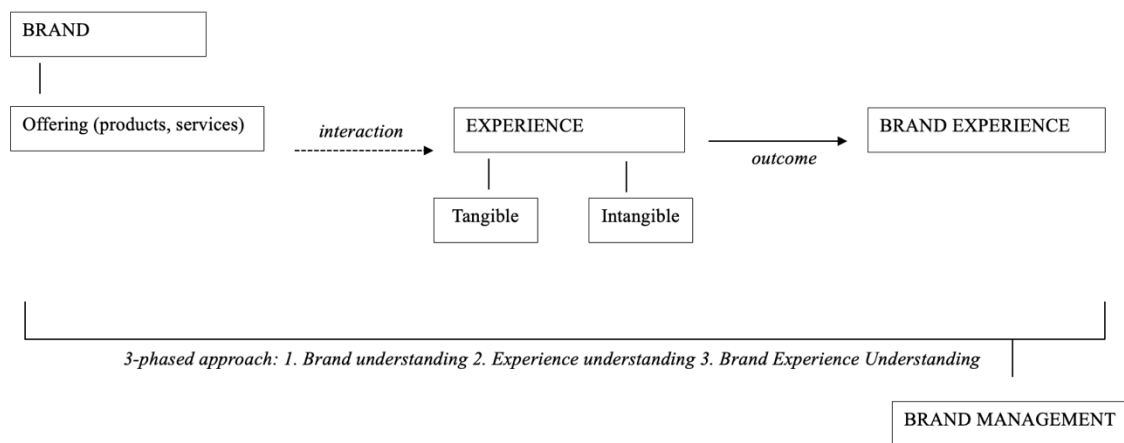 BRAND
Offering (products, services)
interaction
EXPERIENCE
outcome
BRAND EXPERIENCE
Tangible
Intangible
3-phased approach: 1. Brand understanding 2. Experience understanding 3. Brand Experience Understanding
BRAND MANAGEMENT